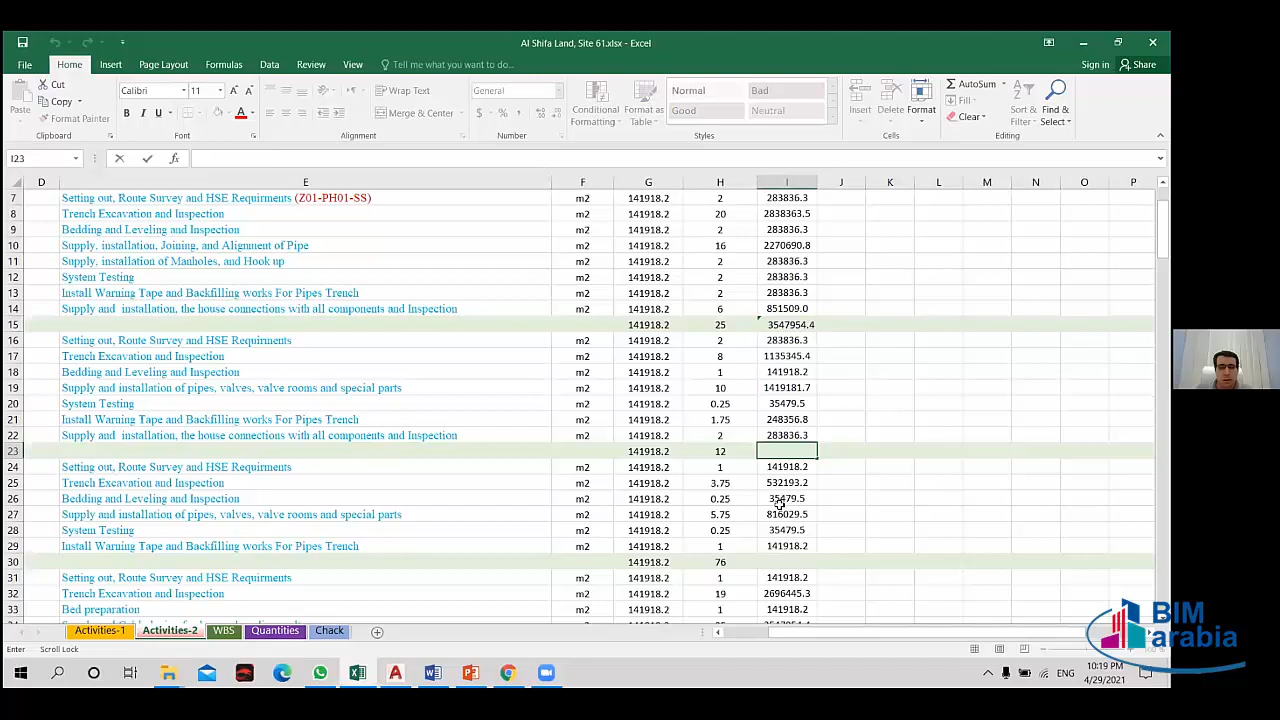 Al Shifa Land, Site 61.xlsx - Excel
File Home Insert Page Layout Formulas Data Review View Tell me what you want to do... Sign in Share
Cut Calibri 11 Wrap Text General Normal Bad AutoSum
Paste Copy Conditional Format as Insert Delete Format Fill Sort & Find &
Format Painter B I U Merge & Center Formatting Table Good Neutral Clear Filter Select
Clipboard Font Alignment Number Styles Cells Editing
I23 fx
D E F G H I J K L M N O P
7 Setting out, Route Survey and HSE Requirments (Z01-PH01-SS) m2 141918.2 2 283836.3
8 Trench Excavation and Inspection m2 141918.2 20 2838363.5
9 Bedding and Leveling and Inspection m2 141918.2 2 283836.3
10 Supply, installation, Joining, and Alignment of Pipe m2 141918.2 16 2270690.8
11 Supply, installation of Manholes, and Hook up m2 141918.2 2 283836.3
12 System Testing m2 141918.2 2 283836.3
13 Install Warning Tape and Backfilling works For Pipes Trench m2 141918.2 2 283836.3
14 Supply and installation, the house connections with all components and Inspection m2 141918.2 6 851509.0
15 141918.2 25 3547954.4
16 Setting out, Route Survey and HSE Requirments m2 141918.2 2 283836.3
17 Trench Excavation and Inspection m2 141918.2 8 1135345.4
18 Bedding and Leveling and Inspection m2 141918.2 1 141918.2
19 Supply and installation of pipes, valves, valve rooms and special parts m2 141918.2 10 1419181.7
20 System Testing m2 141918.2 0.25 35479.5
21 Install Warning Tape and Backfilling works For Pipes Trench m2 141918.2 1.75 248356.8
22 Supply and installation, the house connections with all components and Inspection m2 141918.2 2 283836.3
23 141918.2 12
24 Setting out, Route Survey and HSE Requirments m2 141918.2 1 141918.2
25 Trench Excavation and Inspection m2 141918.2 3.75 532193.2
26 Bedding and Leveling and Inspection m2 141918.2 0.25 35479.5
27 Supply and installation of pipes, valves, valve rooms and special parts m2 141918.2 5.75 816029.5
28 System Testing m2 141918.2 0.25 35479.5
29 Install Warning Tape and Backfilling works For Pipes Trench m2 141918.2 1 141918.2
30 141918.2 76
31 Setting out, Route Survey and HSE Requirments m2 141918.2 1 141918.2
32 Trench Excavation and Inspection m2 141918.2 19 2696445.3
33 Bed preparation m2 141918.2 1 141918.2
Activities-1 Activities-2 WBS Quantities Chack
Enter Scroll Lock
BIM
arabia
ENG 10:19 PM
4/29/2021